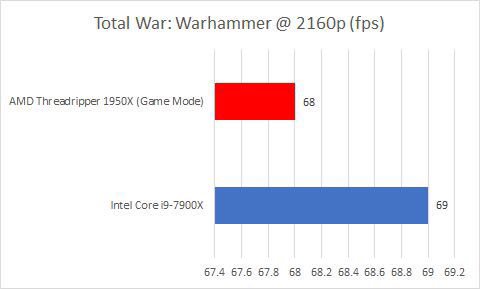 Total War: Warhammer @ 2160p (fps)
AMD Threadripper 1950X (Game Mode)
68
Intel Core i9-7900X
69
67.4 67.6 67.8 68 68.2 68.4 68.6 68.8 69 69.2